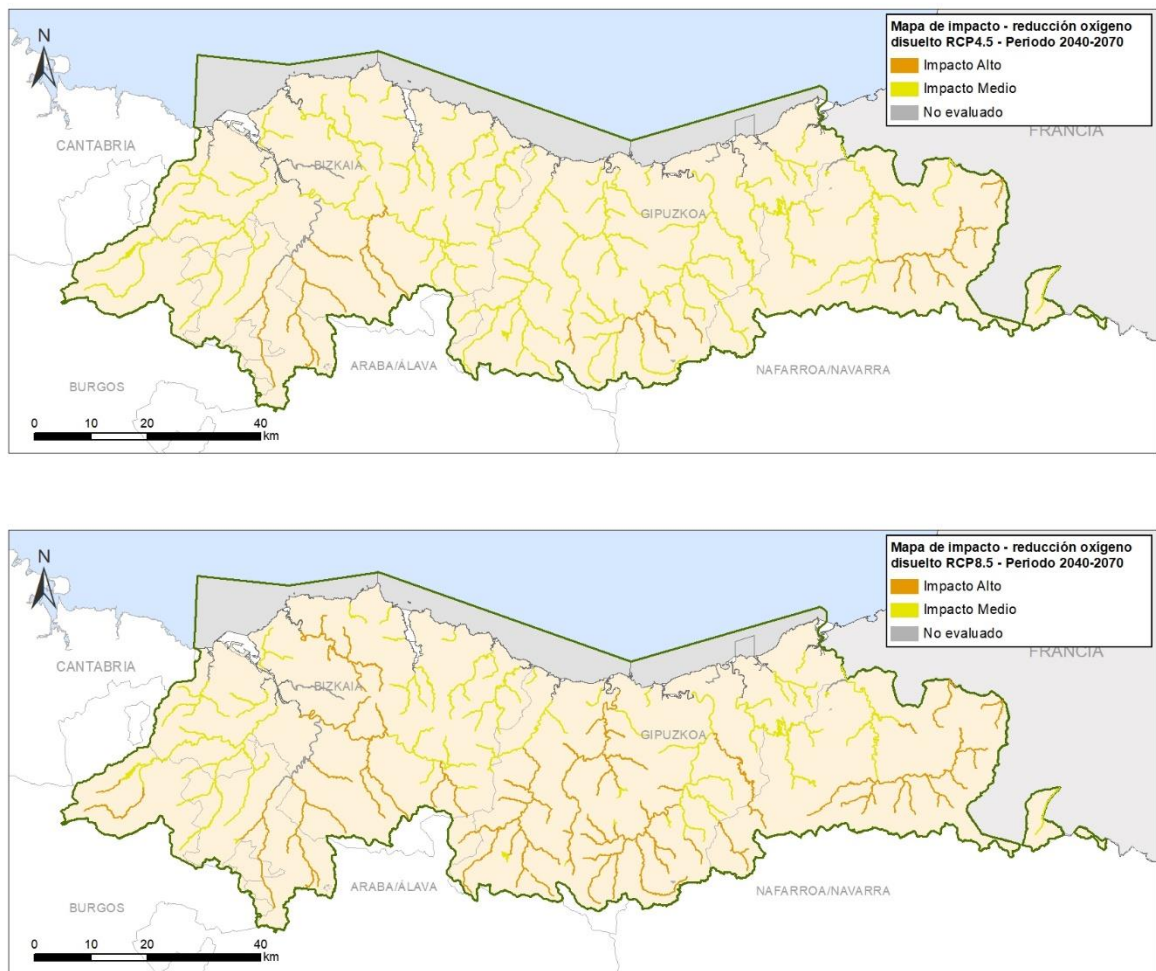 Mapa de impacto - reducción oxígeno
disuelto RCP4.5 - Periodo 2040-2070
Impacto Alto
Impacto Medio
No evaluado
N
FRANCIA
CANTABRIA
BIZKAIA
GIPUZKOA
ARABA/ÁLAVA
NAFARROA/NAVARRA
BURGOS
0 10 20 40
km
Mapa de impacto - reducción oxígeno
disuelto RCP8.5 - Periodo 2040-2070
Impacto Alto
Impacto Medio
No evaluado
N
FRANCIA
CANTABRIA
BIZKAIA
GIPUZKOA
ARABA/ÁLAVA
NAFARROA/NAVARRA
BURGOS
0 10 20 40
km